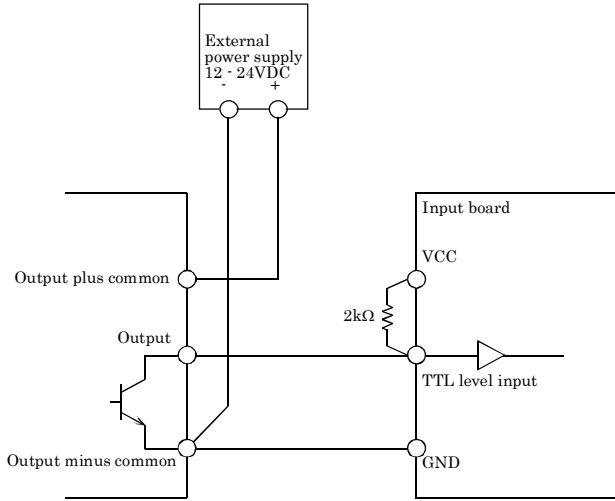 External
power supply
12 - 24VDC
- +
Input board
VCC
Output plus common
2kΩ
Output
TTL level input
Output minus common
GND